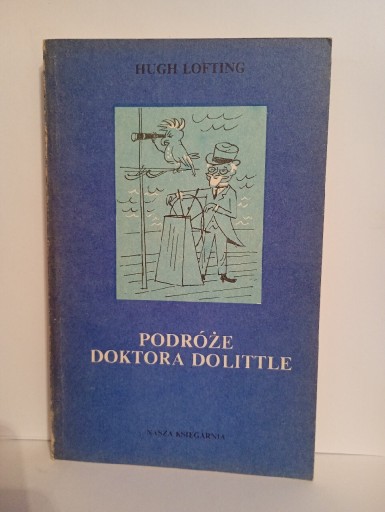 HUGH LOFTING
PODRÓŻE
DOKTORA DOLITTLE
NASZA KSIĘGARNIA